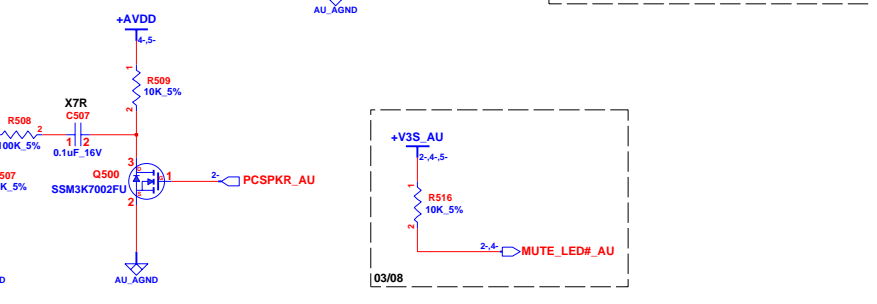 AU_AGND
+AVDD
4-,5-
1
R509
10K_5%
2
X7R
C507
R508
2
1 2
100K_5%
0.1uF_16V
3
Q500
1
SSM3K7002FU
2
2-
PCSPKR_AU
507
K_5%
AU_AGND
D
+V3S_AU
2-,4-,5-
1
R516
10K_5%
2
2-,4-
MUTE_LED#_AU
03/08